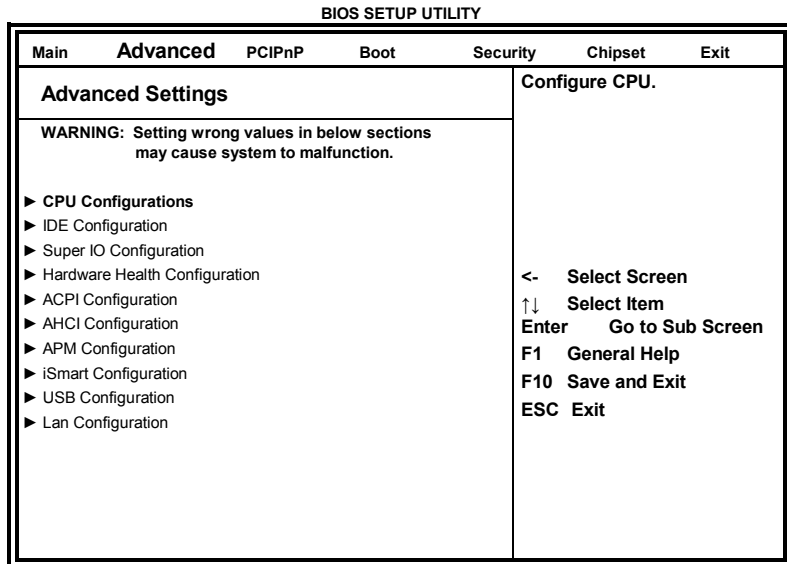 BIOS SETUP UTILITY
Main Advanced PCIPnP Boot Security Chipset Exit
Advanced Settings
WARNING: Setting wrong values in below sections
may cause system to malfunction.
► CPU Configurations
► IDE Configuration
► Super IO Configuration
► Hardware Health Configuration
► ACPI Configuration
► AHCI Configuration
► APM Configuration
► iSmart Configuration
► USB Configuration
► Lan Configuration
Configure CPU.
<- Select Screen
↑↓ Select Item
Enter Go to Sub Screen
F1 General Help
F10 Save and Exit
ESC Exit